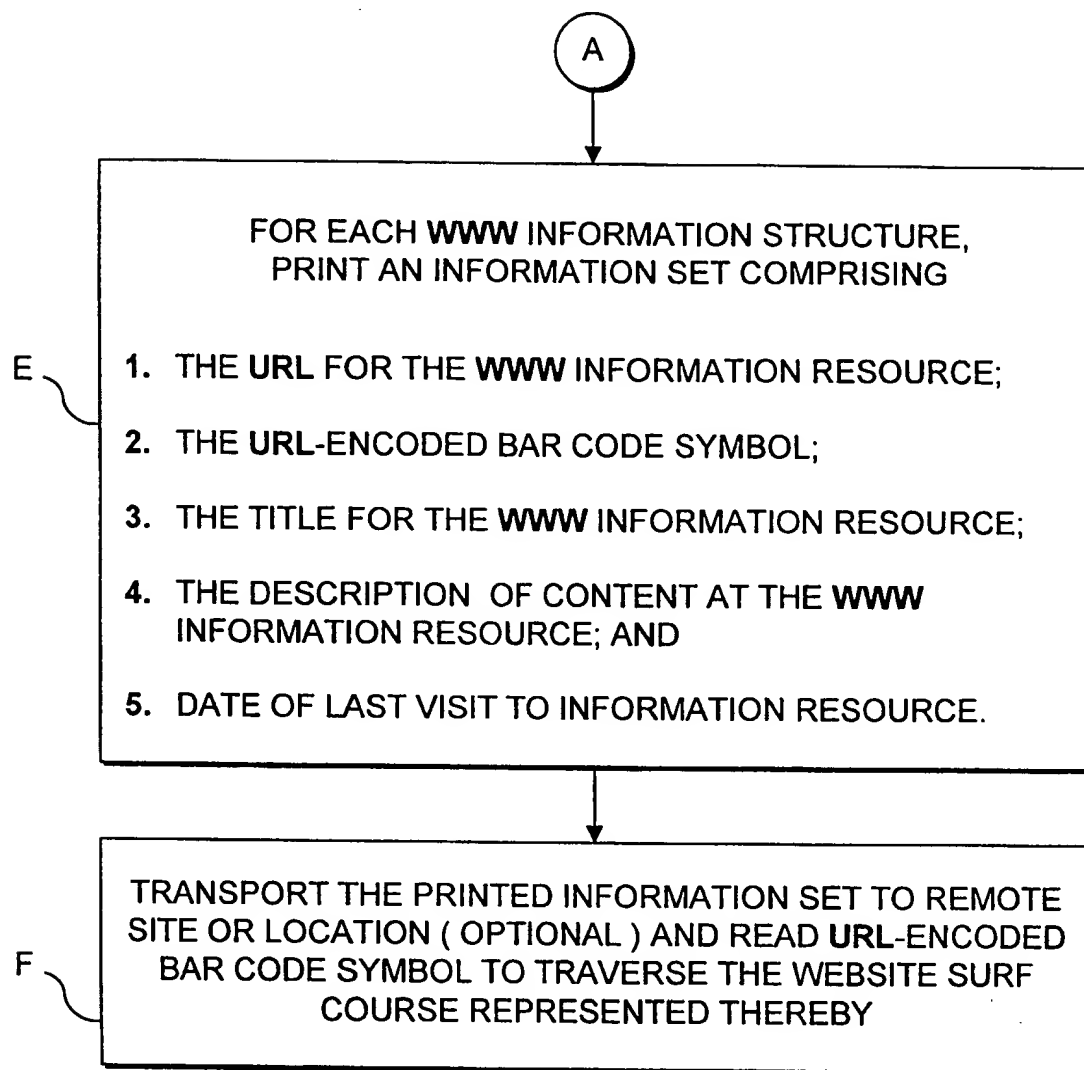 A
FOR EACH WWW INFORMATION STRUCTURE,
PRINT AN INFORMATION SET COMPRISING
E
1. THE URL FOR THE WWW INFORMATION RESOURCE;
2. THE URL-ENCODED BAR CODE SYMBOL;
3. THE TITLE FOR THE WWW INFORMATION RESOURCE;
4. THE DESCRIPTION OF CONTENT AT THE WWW
INFORMATION RESOURCE; AND
5. DATE OF LAST VISIT TO INFORMATION RESOURCE.
TRANSPORT THE PRINTED INFORMATION SET TO REMOTE
SITE OR LOCATION ( OPTIONAL ) AND READ URL-ENCODED
F
BAR CODE SYMBOL TO TRAVERSE THE WEBSITE SURF
COURSE REPRESENTED THEREBY